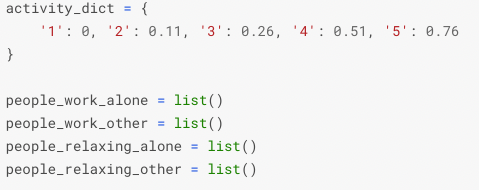 activity_dict = {
    '1': 0, '2': 0.11, '3': 0.26, '4': 0.51, '5': 0.76
}
people_work_alone = list()
people_work_other = list()
people_relaxing_alone = list()
people_relaxing_other = list()